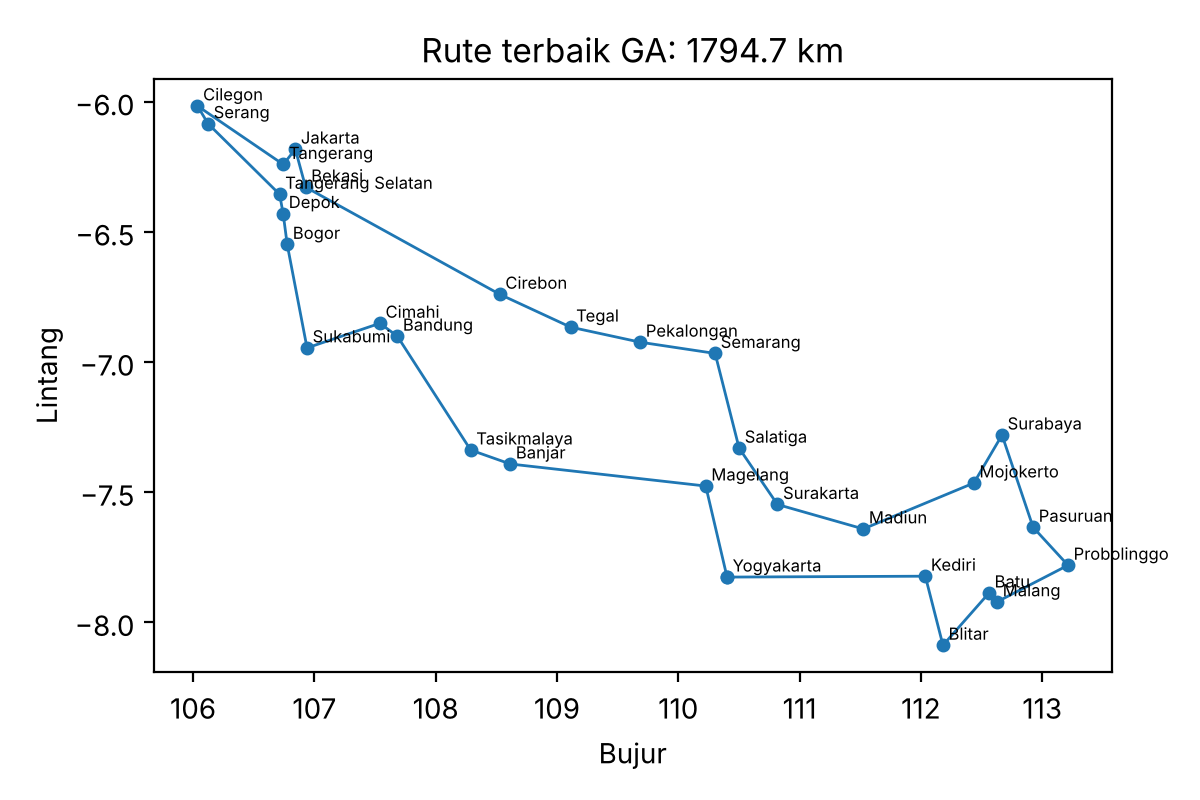 Rute terbaik GA: 1794.7 km
Cilegon
Serang
Jakarta
Tangerang
Bekasi
Tangerang Selatan
Depok
Bogor
Cirebon
Cimahi
Tegal
Bandung
Pekalongan
Sukabumi
Semarang
Surabaya
Salatiga
Tasikmalaya
Banjar
Magelang
Mojokerto
Surakarta
Madiun
Pasuruan
Probolinggo
Yogyakarta
Kediri
Batu
Malang
Blitar
−6.0
−6.5
−7.0
−7.5
−8.0
Lintang
106 107 108 109 110 111 112 113
Bujur